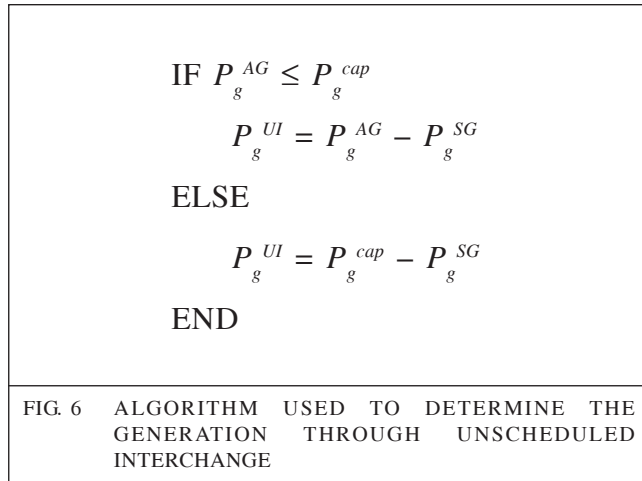 IF P_g^AG ≤ P_g^cap
P_g^UI = P_g^AG − P_g^SG
ELSE
P_g^UI = P_g^cap − P_g^SG
END
FIG. 6 ALGORITHM USED TO DETERMINE THE
GENERATION THROUGH UNSCHEDULED
INTERCHANGE